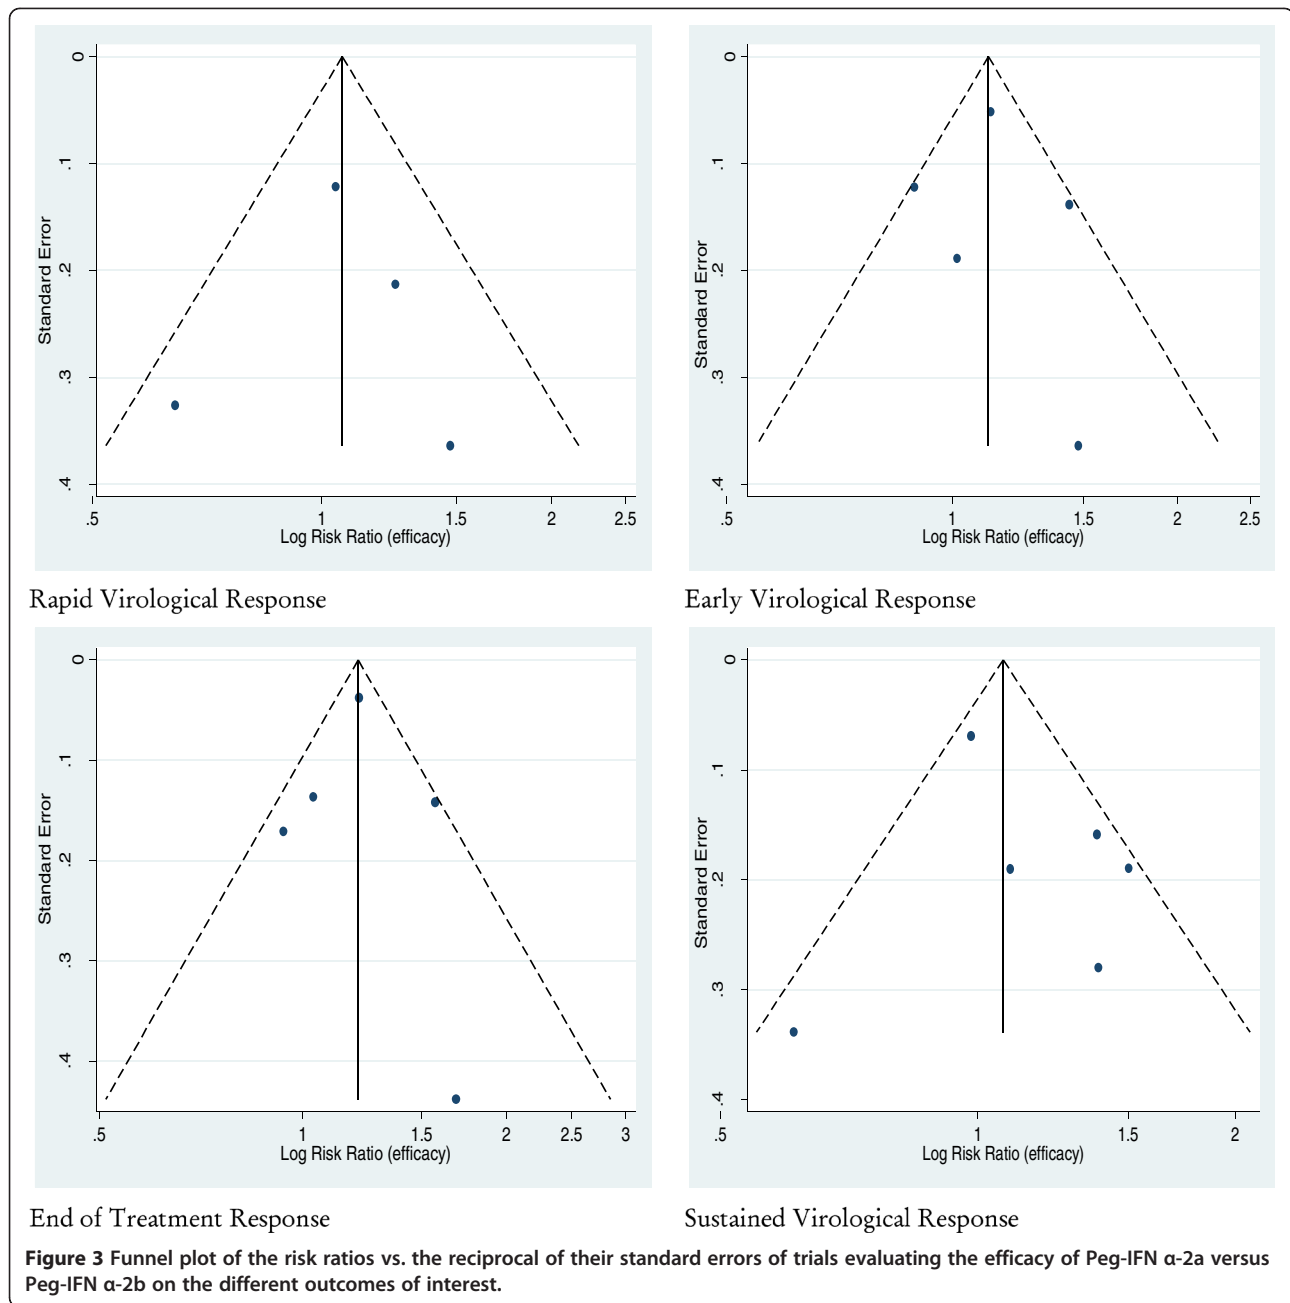 0
.1
.2
.3
.4
Standard Error
.5
1
1.5
2
2.5
Log Risk Ratio (efficacy)
Rapid Virological Response
0
.1
.2
.3
.4
Standard Error
.5
1
1.5
2
2.5
Log Risk Ratio (efficacy)
Early Virological Response
0
.1
.2
.3
.4
Standard Error
.5
1
1.5
2
2.5
3
Log Risk Ratio (efficacy)
End of Treatment Response
0
.1
.2
.3
.4
Standard Error
.5
1
1.5
2
Log Risk Ratio (efficacy)
Sustained Virological Response
Figure 3 Funnel plot of the risk ratios vs. the reciprocal of their standard errors of trials evaluating the efficacy of Peg-IFN α-2a versus
Peg-IFN α-2b on the different outcomes of interest.